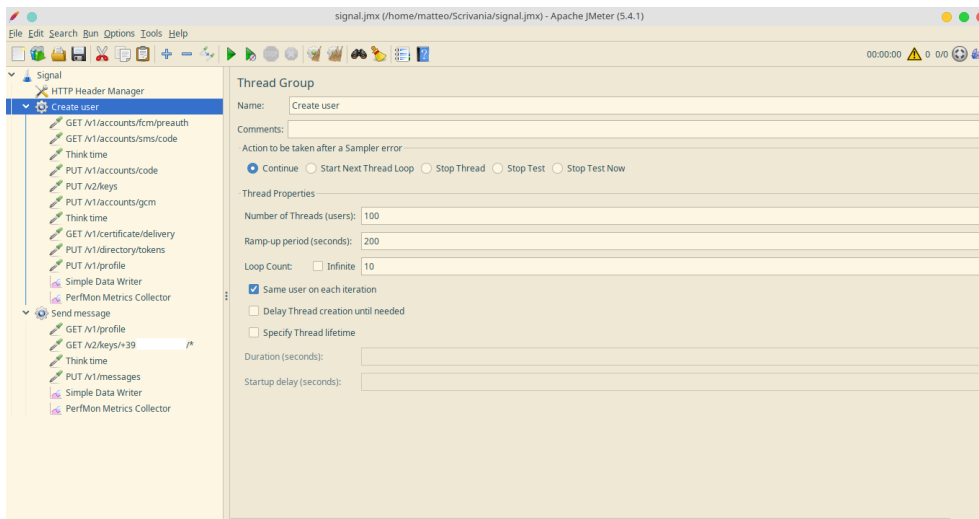 signal.jmx (/home/matteo/Scrivania/signal.jmx) - Apache JMeter (5.4.1)
File Edit Search Run Options Tools Help
00:00:00 0 0/0
Signal
HTTP Header Manager
Create user
GET /v1/accounts/fcm/preauth
GET /v1/accounts/sms/code
Think time
PUT /v1/accounts/code
PUT /v2/keys
PUT /v1/accounts/gcm
Think time
GET /v1/certificate/delivery
PUT /v1/directory/tokens
PUT /v1/profile
Simple Data Writer
PerfMon Metrics Collector
Send message
GET /v1/profile
GET /v2/keys/+39 /*
Think time
PUT /v1/messages
Simple Data Writer
PerfMon Metrics Collector
Thread Group
Name: Create user
Comments:
Action to be taken after a Sampler error
Continue Start Next Thread Loop Stop Thread Stop Test Stop Test Now
Thread Properties
Number of Threads (users): 100
Ramp-up period (seconds): 200
Loop Count: Infinite 10
Same user on each iteration
Delay Thread creation until needed
Specify Thread lifetime
Duration (seconds):
Startup delay (seconds):